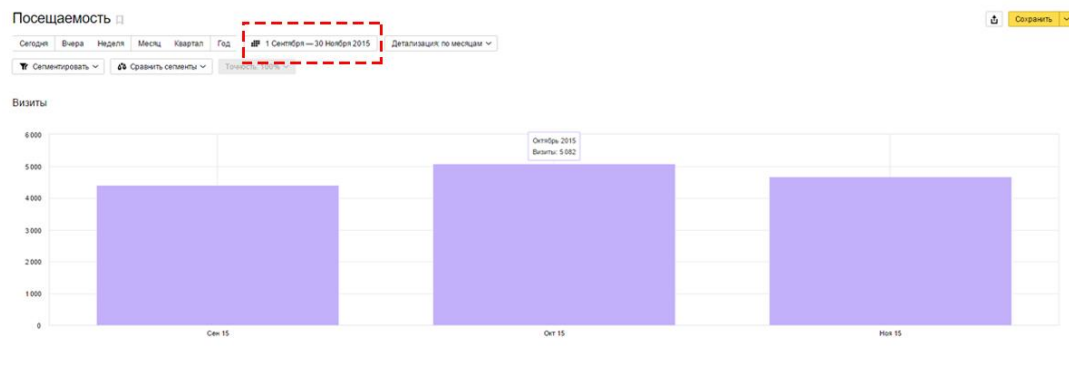 Посещаемость
Сохранить
Сегодня Вчера Неделя Месяц Квартал Год 1 Сентября — 30 Ноября 2015 Детализация: по месяцам
Сегментировать Сравнить сегменты Точность: 100%
Визиты
6 000
Октябрь 2015
Визиты: 5 082
5 000
4 000
3 000
2 000
1 000
0
Сен 15 Окт 15 Ноя 15